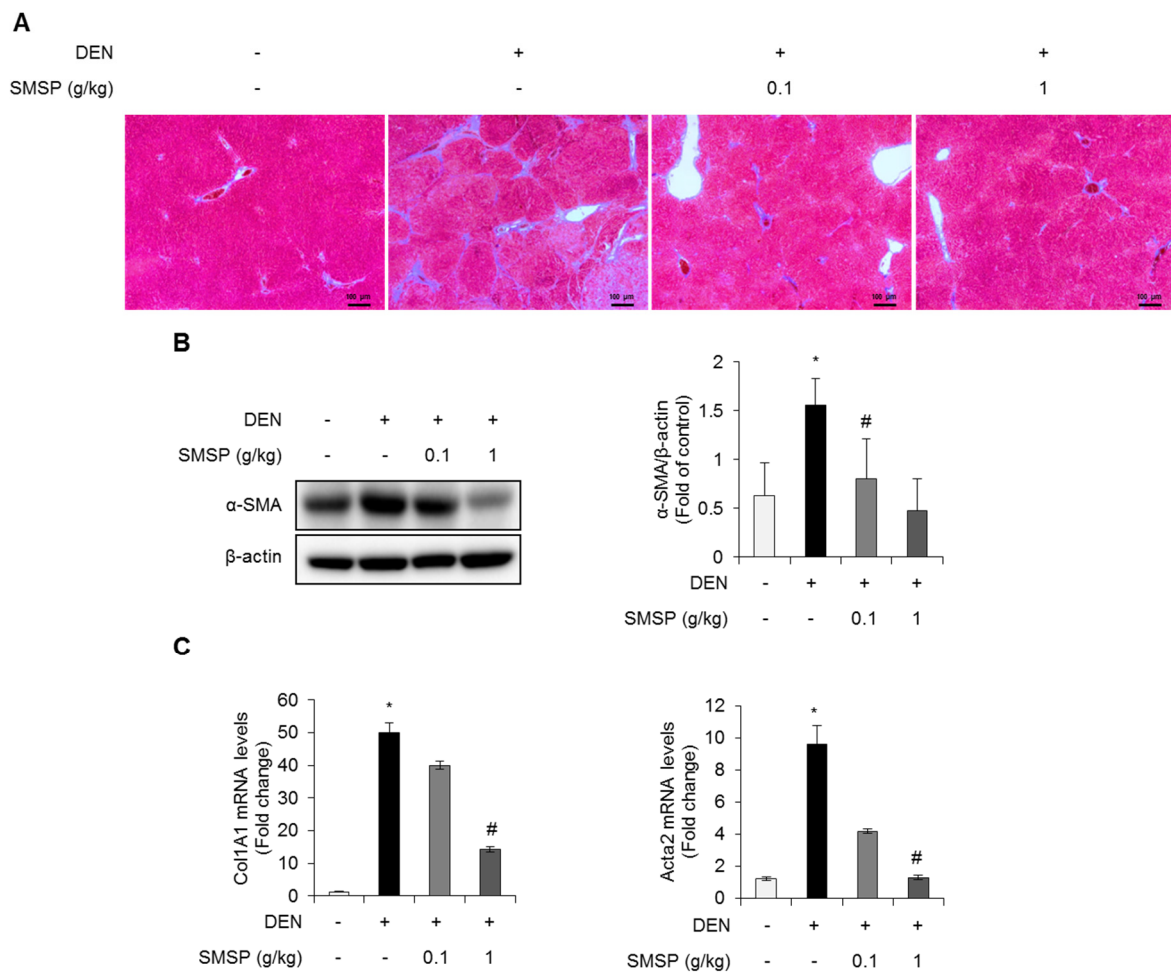 A
DEN - + + +
SMSP (g/kg) - - 0.1 1
100 µm 100 µm 100 µm 100 µm
B
DEN - + + +
SMSP (g/kg) - - 0.1 1
α-SMA
β-actin
α-SMA/β-actin
(Fold of control)
2
1.5
1
0.5
0
*
#
DEN - + + +
SMSP (g/kg) - - 0.1 1
C
Col1A1 mRNA levels
(Fold change)
60
50
40
30
20
10
0
*
#
DEN - + + +
SMSP (g/kg) - - 0.1 1
Acta2 mRNA levels
(Fold change)
12
10
8
6
4
2
0
*
#
DEN - + + +
SMSP (g/kg) - - 0.1 1